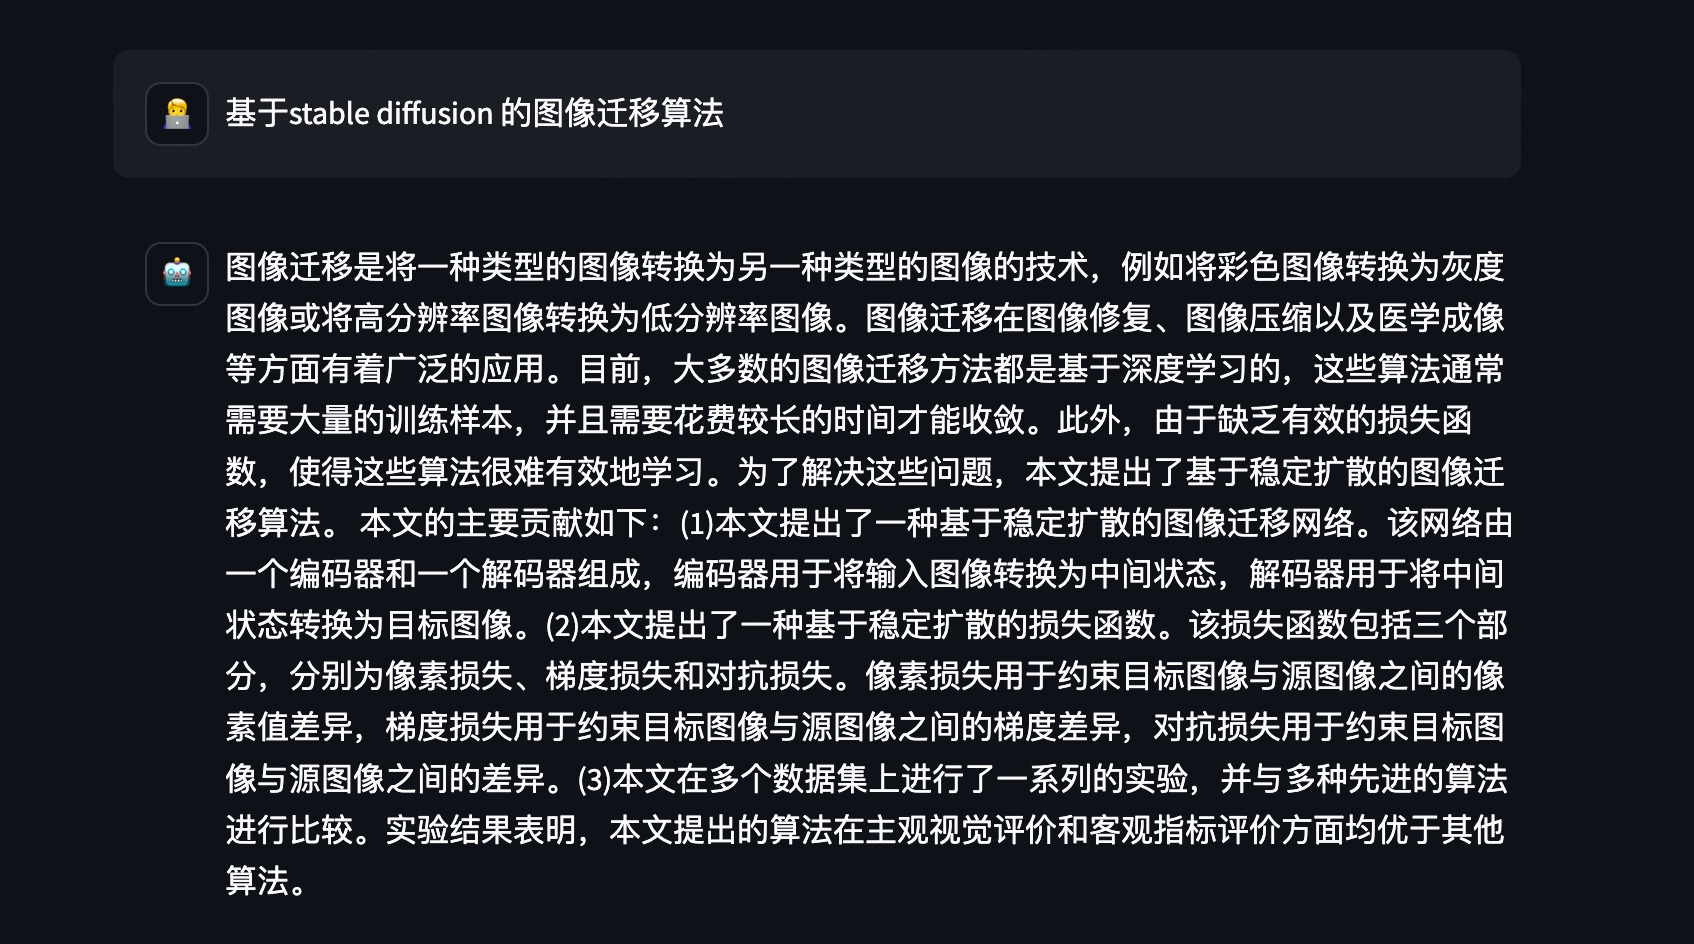 基于stable diffusion 的图像迁移算法
图像迁移是将一种类型的图像转换为另一种类型的图像的技术，例如将彩色图像转换为灰度
图像或将高分辨率图像转换为低分辨率图像。图像迁移在图像修复、图像压缩以及医学成像
等方面有着广泛的应用。目前，大多数的图像迁移方法都是基于深度学习的，这些算法通常
需要大量的训练样本，并且需要花费较长的时间才能收敛。此外，由于缺乏有效的损失函
数，使得这些算法很难有效地学习。为了解决这些问题，本文提出了基于稳定扩散的图像迁
移算法。 本文的主要贡献如下：(1)本文提出了一种基于稳定扩散的图像迁移网络。该网络由
一个编码器和一个解码器组成，编码器用于将输入图像转换为中间状态，解码器用于将中间
状态转换为目标图像。(2)本文提出了一种基于稳定扩散的损失函数。该损失函数包括三个部
分，分别为像素损失、梯度损失和对抗损失。像素损失用于约束目标图像与源图像之间的像
素值差异，梯度损失用于约束目标图像与源图像之间的梯度差异，对抗损失用于约束目标图
像与源图像之间的差异。(3)本文在多个数据集上进行了一系列的实验，并与多种先进的算法
进行比较。实验结果表明，本文提出的算法在主观视觉评价和客观指标评价方面均优于其他
算法。